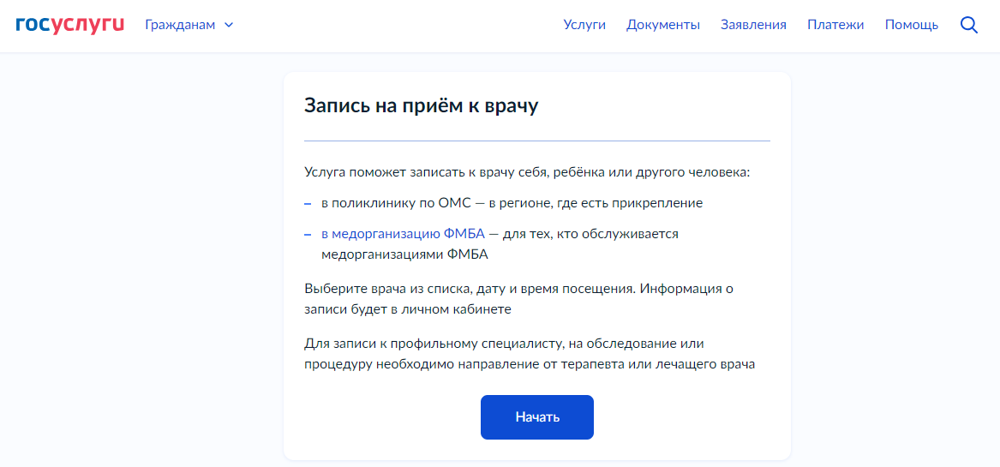 госуслуги Гражданам Услуги Документы Заявления Платежи Помощь
Запись на приём к врачу
Услуга поможет записать к врачу себя, ребёнка или другого человека:
– в поликлинику по ОМС — в регионе, где есть прикрепление
– в медорганизацию ФМБА — для тех, кто обслуживается
медорганизациями ФМБА
Выберите врача из списка, дату и время посещения. Информация о
записи будет в личном кабинете
Для записи к профильному специалисту, на обследование или
процедуру необходимо направление от терапевта или лечащего врача
Начать